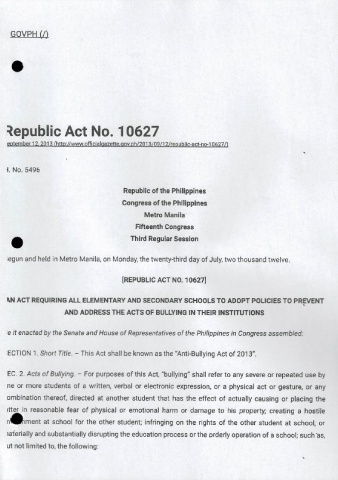 GOVPH (/)
Republic Act No. 10627
eptember 12, 2013 (http://www.officialgazette.gov.ph/2013/09/12/republic-act-no-10627/)
No. 5496
Republic of the Philippines
Congress of the Philippines
Metro Manila
Fifteenth Congress
Third Regular Session
egun and held in Metro Manila, on Monday, the twenty-third day of July, two thousand twelve.
[REPUBLIC ACT NO. 10627]
AN ACT REQUIRING ALL ELEMENTARY AND SECONDARY SCHOOLS TO ADOPT POLICIES TO PREVENT
AND ADDRESS THE ACTS OF BULLYING IN THEIR INSTITUTIONS
e it enacted by the Senate and House of Representatives of the Philippines in Congress assembled:
ECTION 1. Short Title. – This Act shall be known as the “Anti-Bullying Act of 2013”.
EC. 2. Acts of Bullying. – For purposes of this Act, “bullying” shall refer to any severe or repeated use by
ne or more students of a written, verbal or electronic expression, or a physical act or gesture, or any
ombination thereof, directed at another student that has the effect of actually causing or placing the
tter in reasonable fear of physical or emotional harm or damage to his property; creating a hostile
nment at school for the other student; infringing on the rights of the other student at school; or
aterially and substantially disrupting the education process or the orderly operation of a school; such as,
ut not limited to, the following: